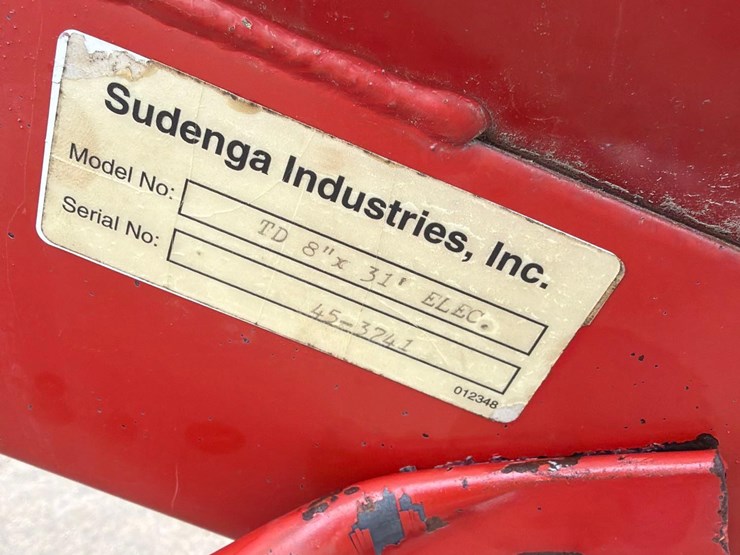 Sudenga Industries, Inc.
Model No: TD 8"x 31' ELEC.
Serial No: 45-3741
012348